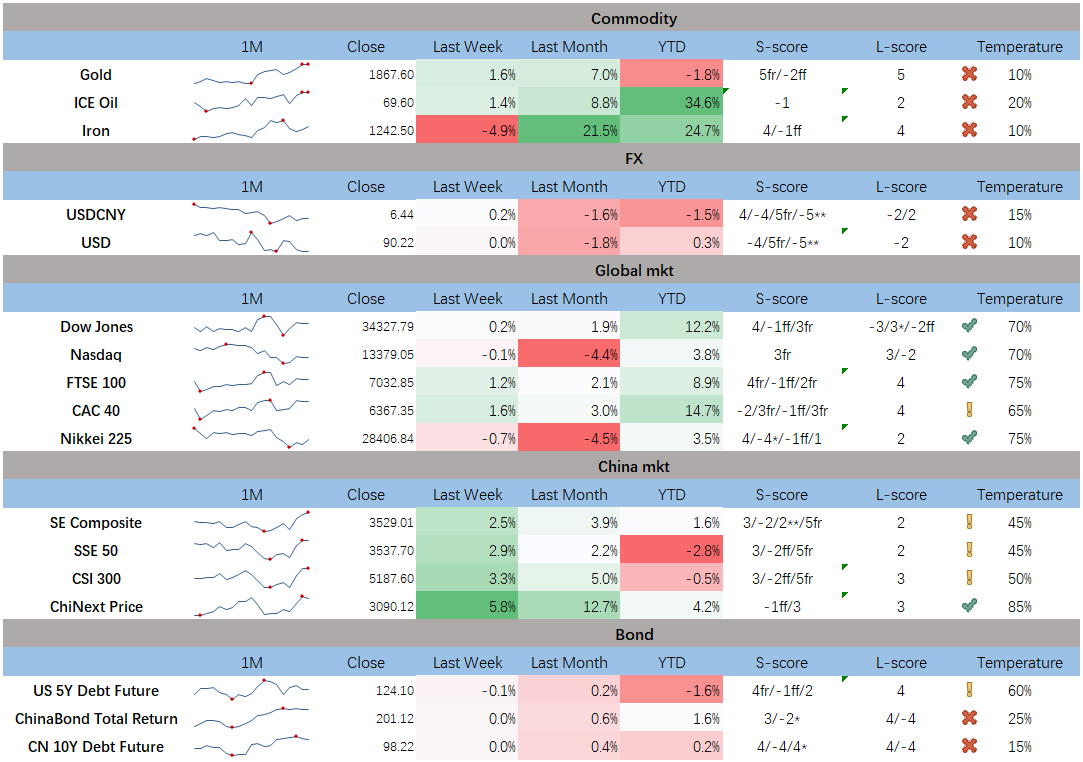 Commodity
1M Close Last Week Last Month YTD S-score L-score Temperature
Gold 1867.60 1.6% 7.0% -1.8% 5fr/-2ff 5 10%
ICE Oil 69.60 1.4% 8.8% 34.6% -1 2 20%
Iron 1242.50 -4.9% 21.5% 24.7% 4/-1ff 4 10%
FX
1M Close Last Week Last Month YTD S-score L-score Temperature
USDCNY 6.44 0.2% -1.6% -1.5% 4/-4/5fr/-5** -2/2 15%
USD 90.22 0.0% -1.8% 0.3% -4/5fr/-5** -2 10%
Global mkt
1M Close Last Week Last Month YTD S-score L-score Temperature
Dow Jones 34327.79 0.2% 1.9% 12.2% 4/-1ff/3fr -3/3*/-2ff 70%
Nasdaq 13379.05 -0.1% -4.4% 3.8% 3fr 3/-2 70%
FTSE 100 7032.85 1.2% 2.1% 8.9% 4fr/-1ff/2fr 4 75%
CAC 40 6367.35 1.6% 3.0% 14.7% -2/3fr/-1ff/3fr 4 65%
Nikkei 225 28406.84 -0.7% -4.5% 3.5% 4/-4*/-1ff/1 2 75%
China mkt
1M Close Last Week Last Month YTD S-score L-score Temperature
SE Composite 3529.01 2.5% 3.9% 1.6% 3/-2/2**/5fr 2 45%
SSE 50 3537.70 2.9% 2.2% -2.8% 3/-2ff/5fr 2 45%
CSI 300 5187.60 3.3% 5.0% -0.5% 3/-2ff/5fr 3 50%
ChiNext Price 3090.12 5.8% 12.7% 4.2% -1ff/3 3 85%
Bond
1M Close Last Week Last Month YTD S-score L-score Temperature
US 5Y Debt Future 124.10 -0.1% 0.2% -1.6% 4fr/-1ff/2 4 60%
ChinaBond Total Return 201.12 0.0% 0.6% 1.6% 3/-2* 4/-4 25%
CN 10Y Debt Future 98.22 0.0% 0.4% 0.2% 4/-4/4* 4/-4 15%